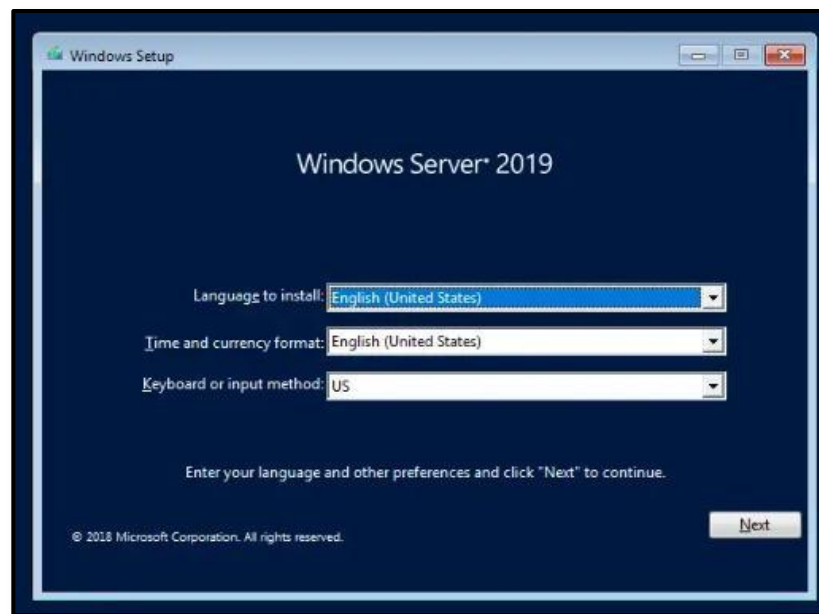 Windows Setup
Windows Server® 2019
Language to install: English (United States)
Time and currency format: English (United States)
Keyboard or input method: US
Enter your language and other preferences and click "Next" to continue.
Next
© 2018 Microsoft Corporation. All rights reserved.